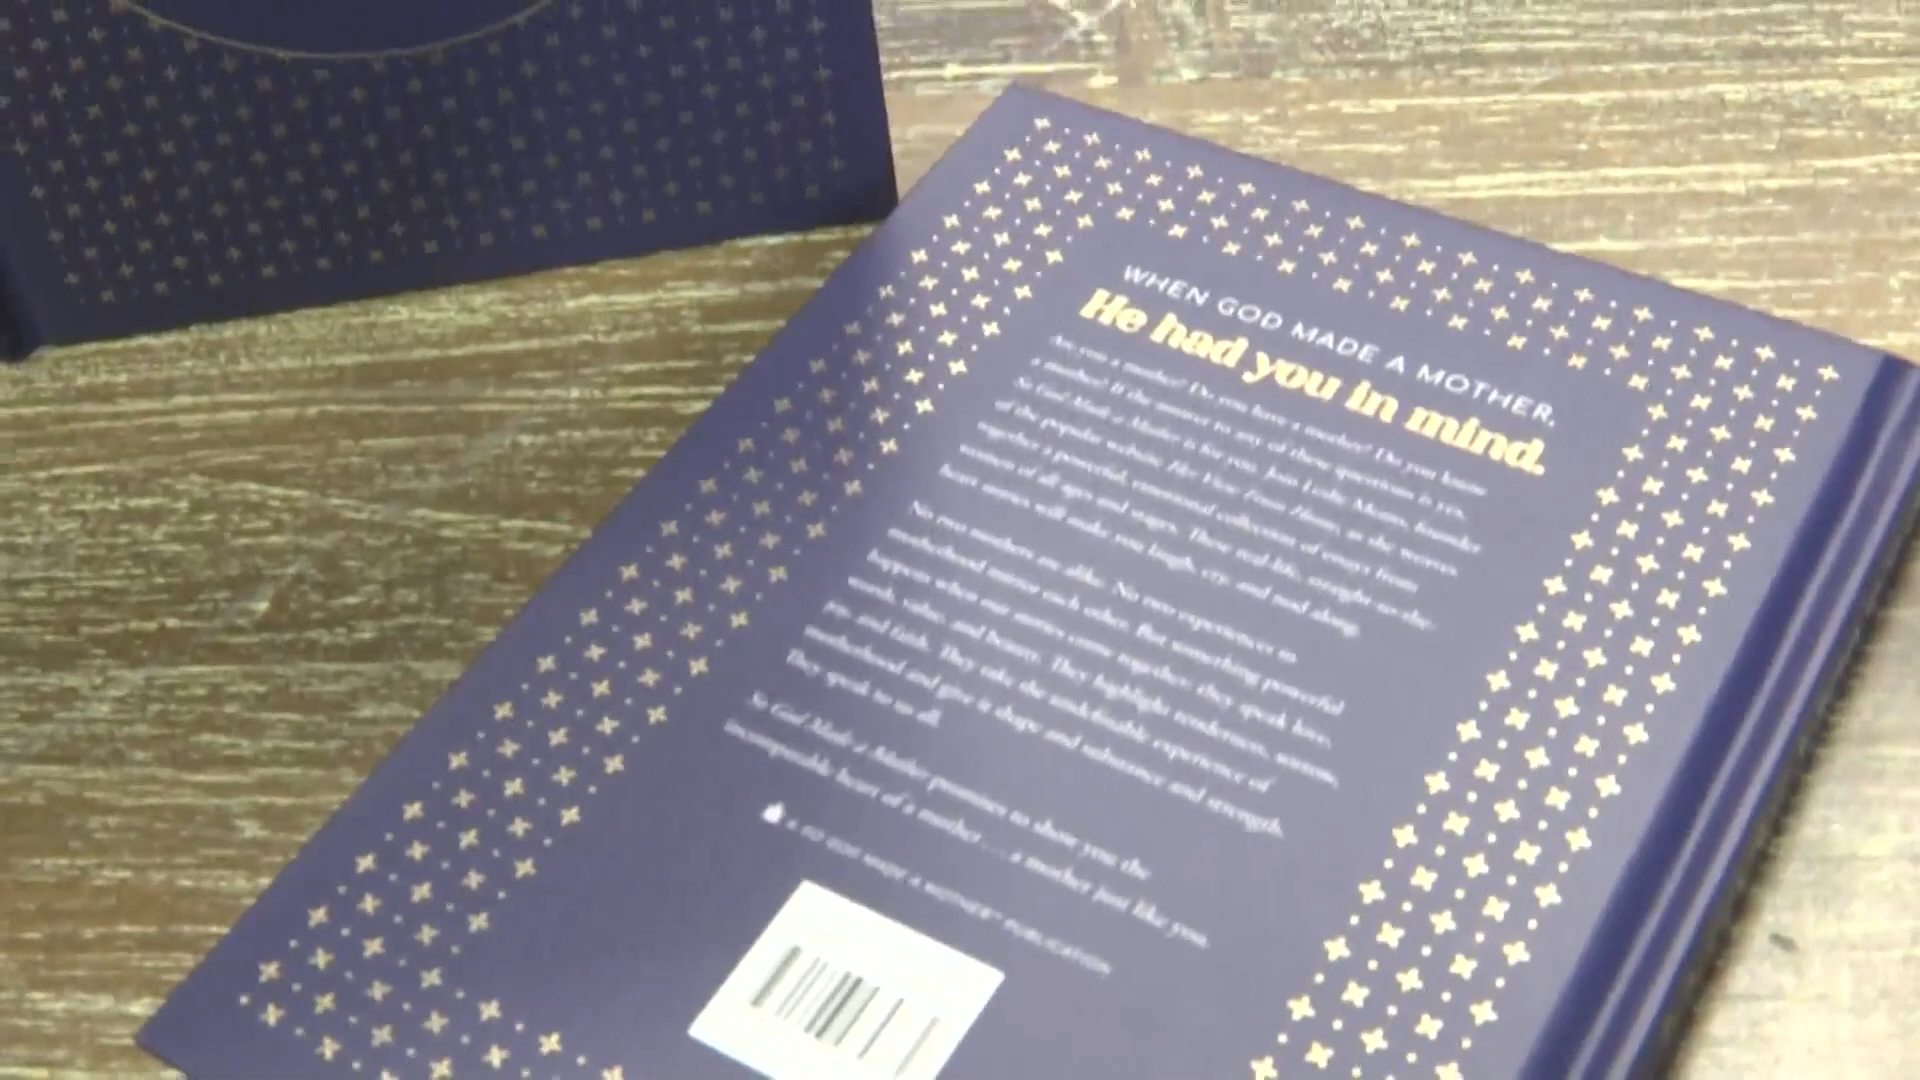 WHEN GOD MADE A MOTHER,
He had you in mind.
Are you a mother? Do you have a mother? Do you know
a mother? If the answer to any of these questions is yes,
So God Made a Mother is for you. Join Leslie Means, founder
of the popular website Her View From Home, as she weaves
together a powerful, emotional collection of essays from
women of all ages and stages. These real-life, straight-to-the-
heart stories will make you laugh, cry, and nod along.
No two mothers are alike. No two experiences in
motherhood mirror each other. But something powerful
happens when our stories come together: they speak love,
worth, value, and beauty. They highlight tenderness, sorrow,
joy, and faith. They take the undefinable experience of
motherhood and give it shape and substance and strength.
They speak to us all.
So God Made a Mother promises to show you the
incomparable heart of a mother . . . a mother just like you.
A SO GOD MADE A MOTHER™ PUBLICATION